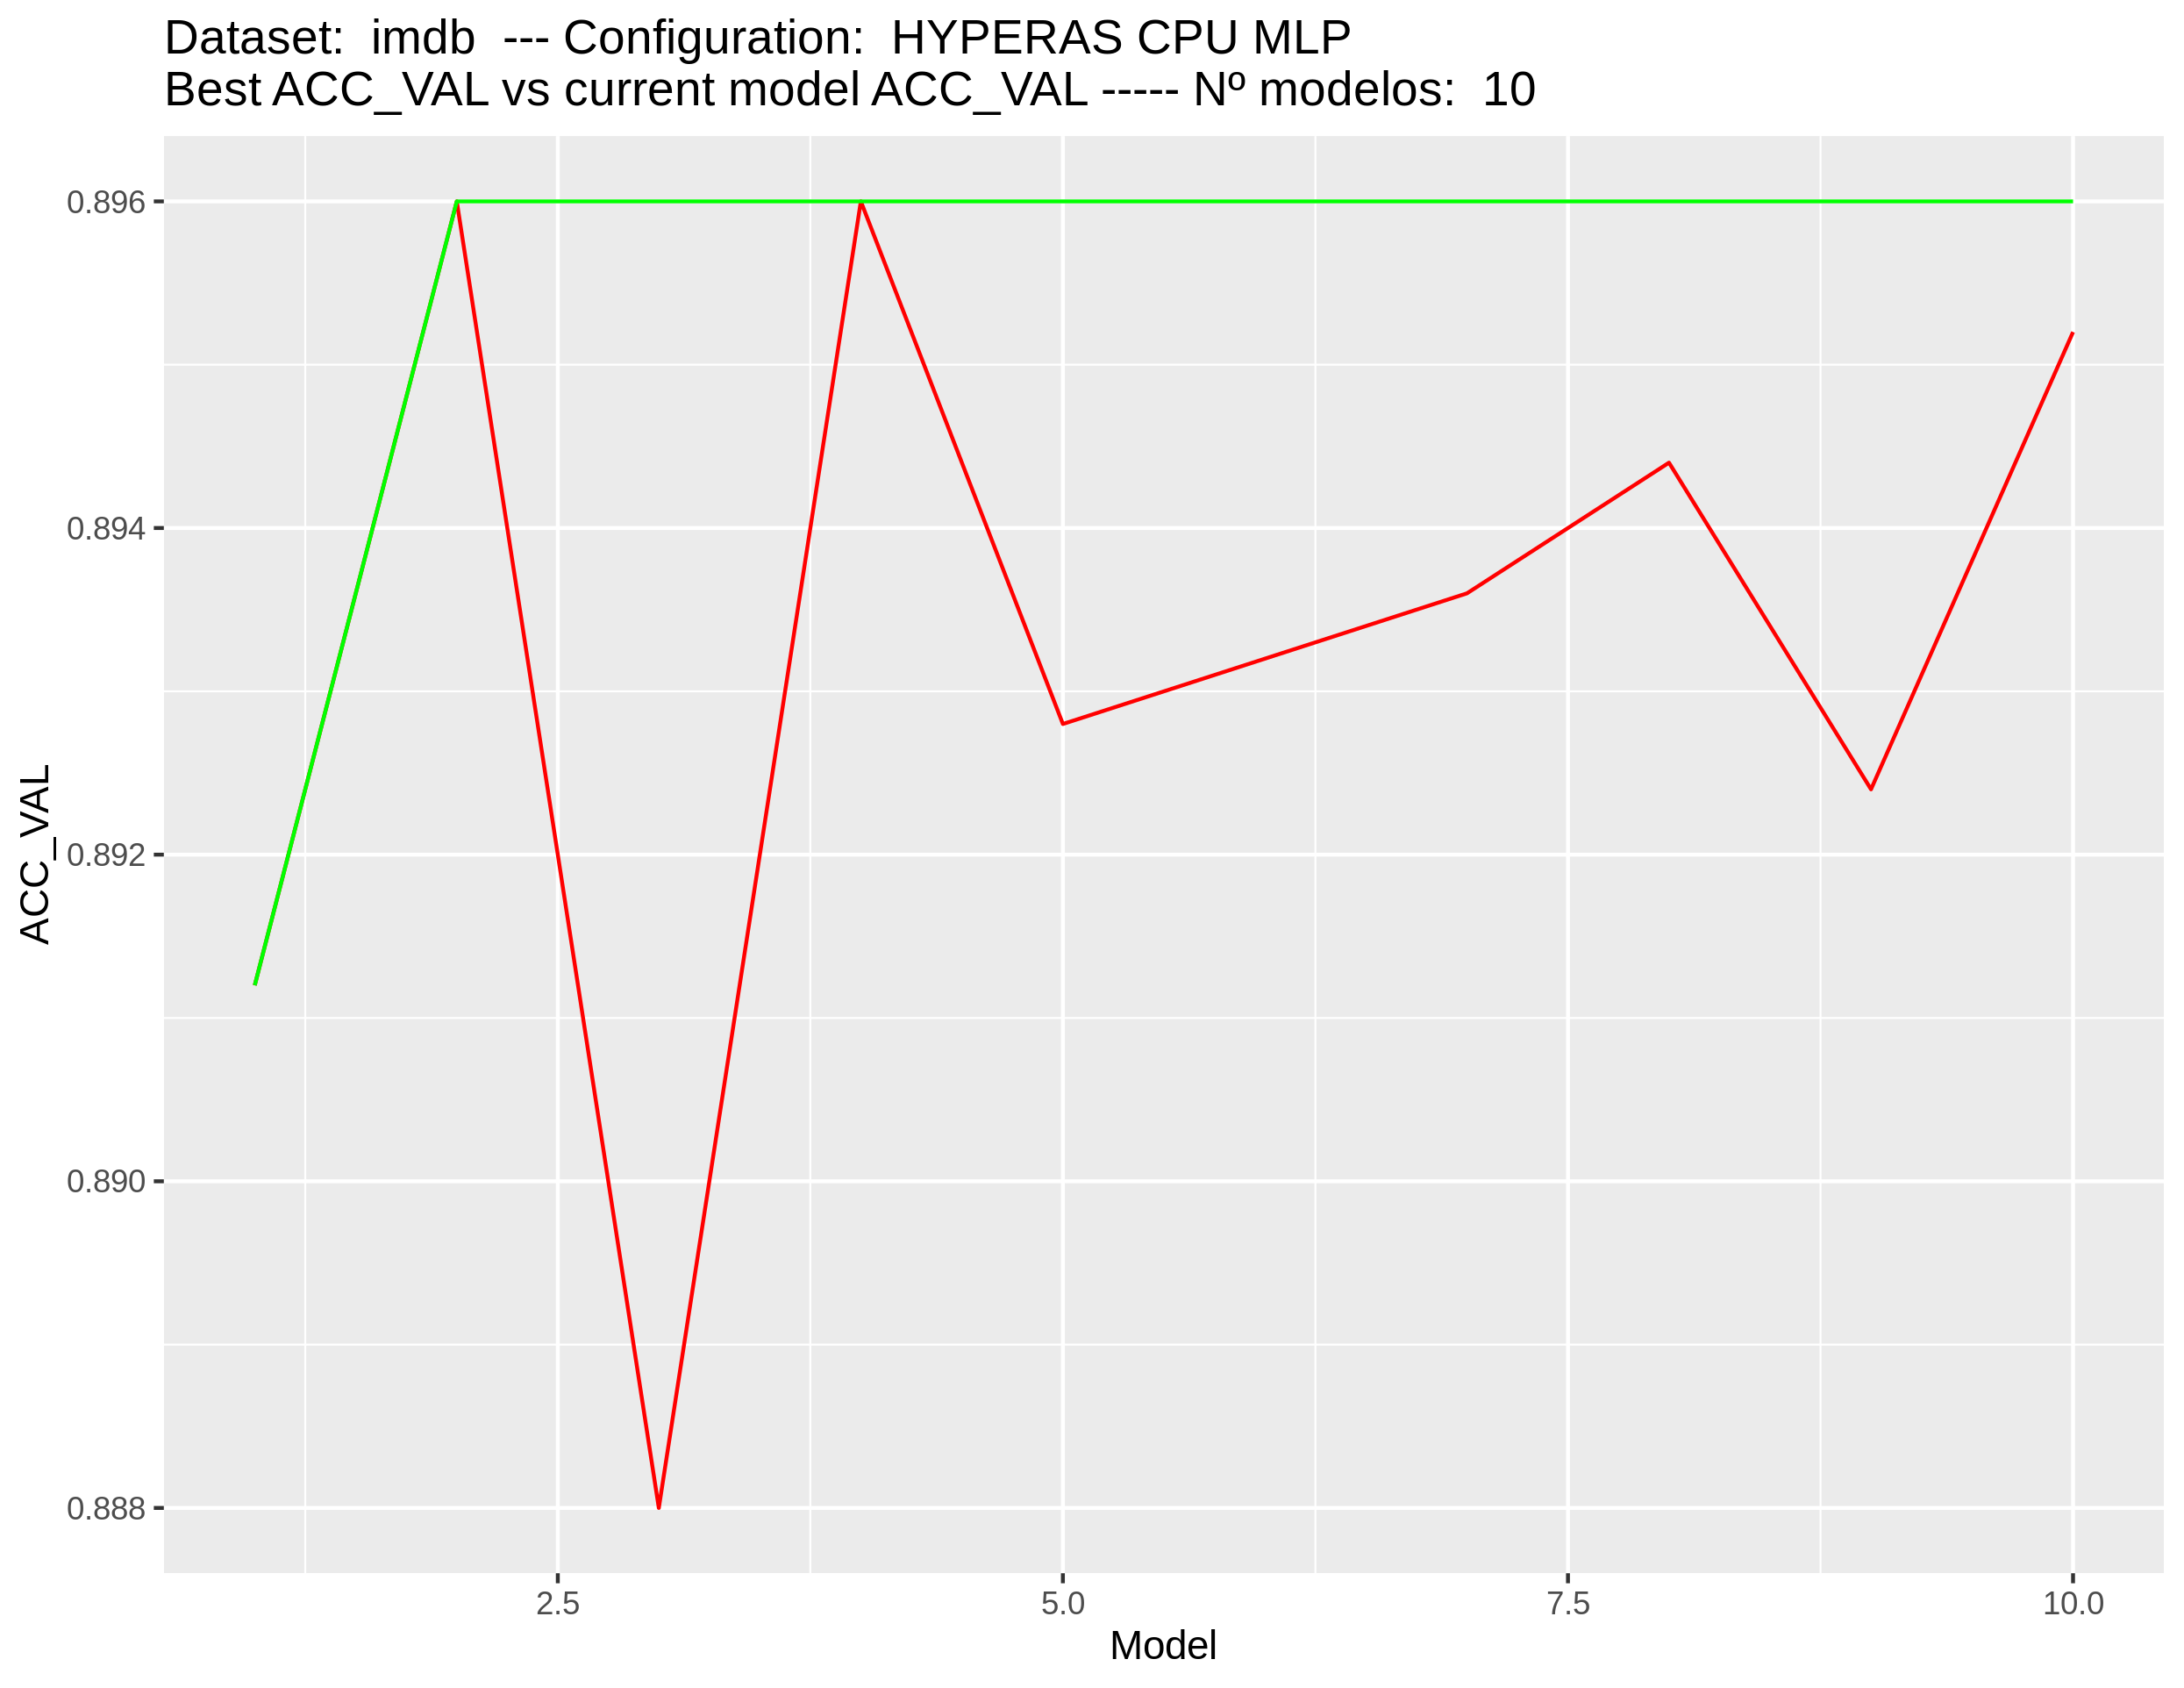 Dataset:  imdb  --- Configuration:  HYPERAS CPU MLP
Best ACC_VAL vs current model ACC_VAL ----- Nº modelos:  10
ACC_VAL
0.896
0.894
0.892
0.890
0.888
2.5
5.0
7.5
10.0
Model